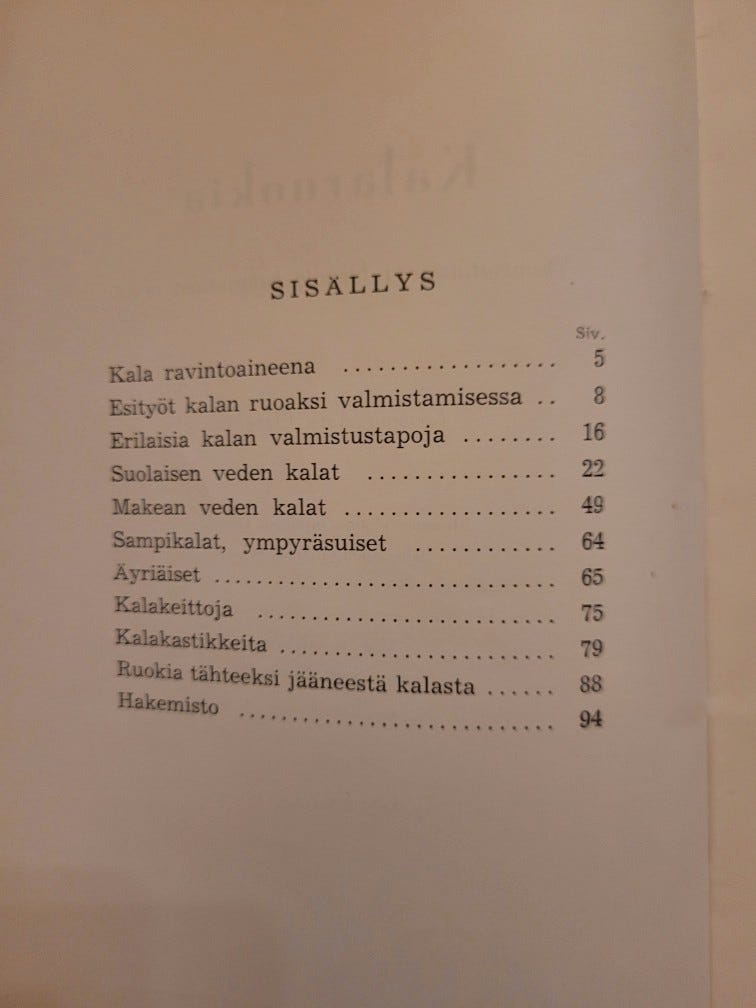 SISÄLLYS
Siv.
Kala ravintoaineena .................. 5
Esityöt kalan ruoaksi valmistamisessa .. 8
Erilaisia kalan valmistustapoja ........ 16
Suolaisen veden kalat ................ 22
Makean veden kalat .................. 49
Sampikalat, ympyräsuiset ............ 64
Äyriäiset ............................. 65
Kalakeittoja ......................... 75
Kalakastikkeita ....................... 79
Ruokia tähteeksi jääneestä kalasta ...... 88
Hakemisto ........................... 94